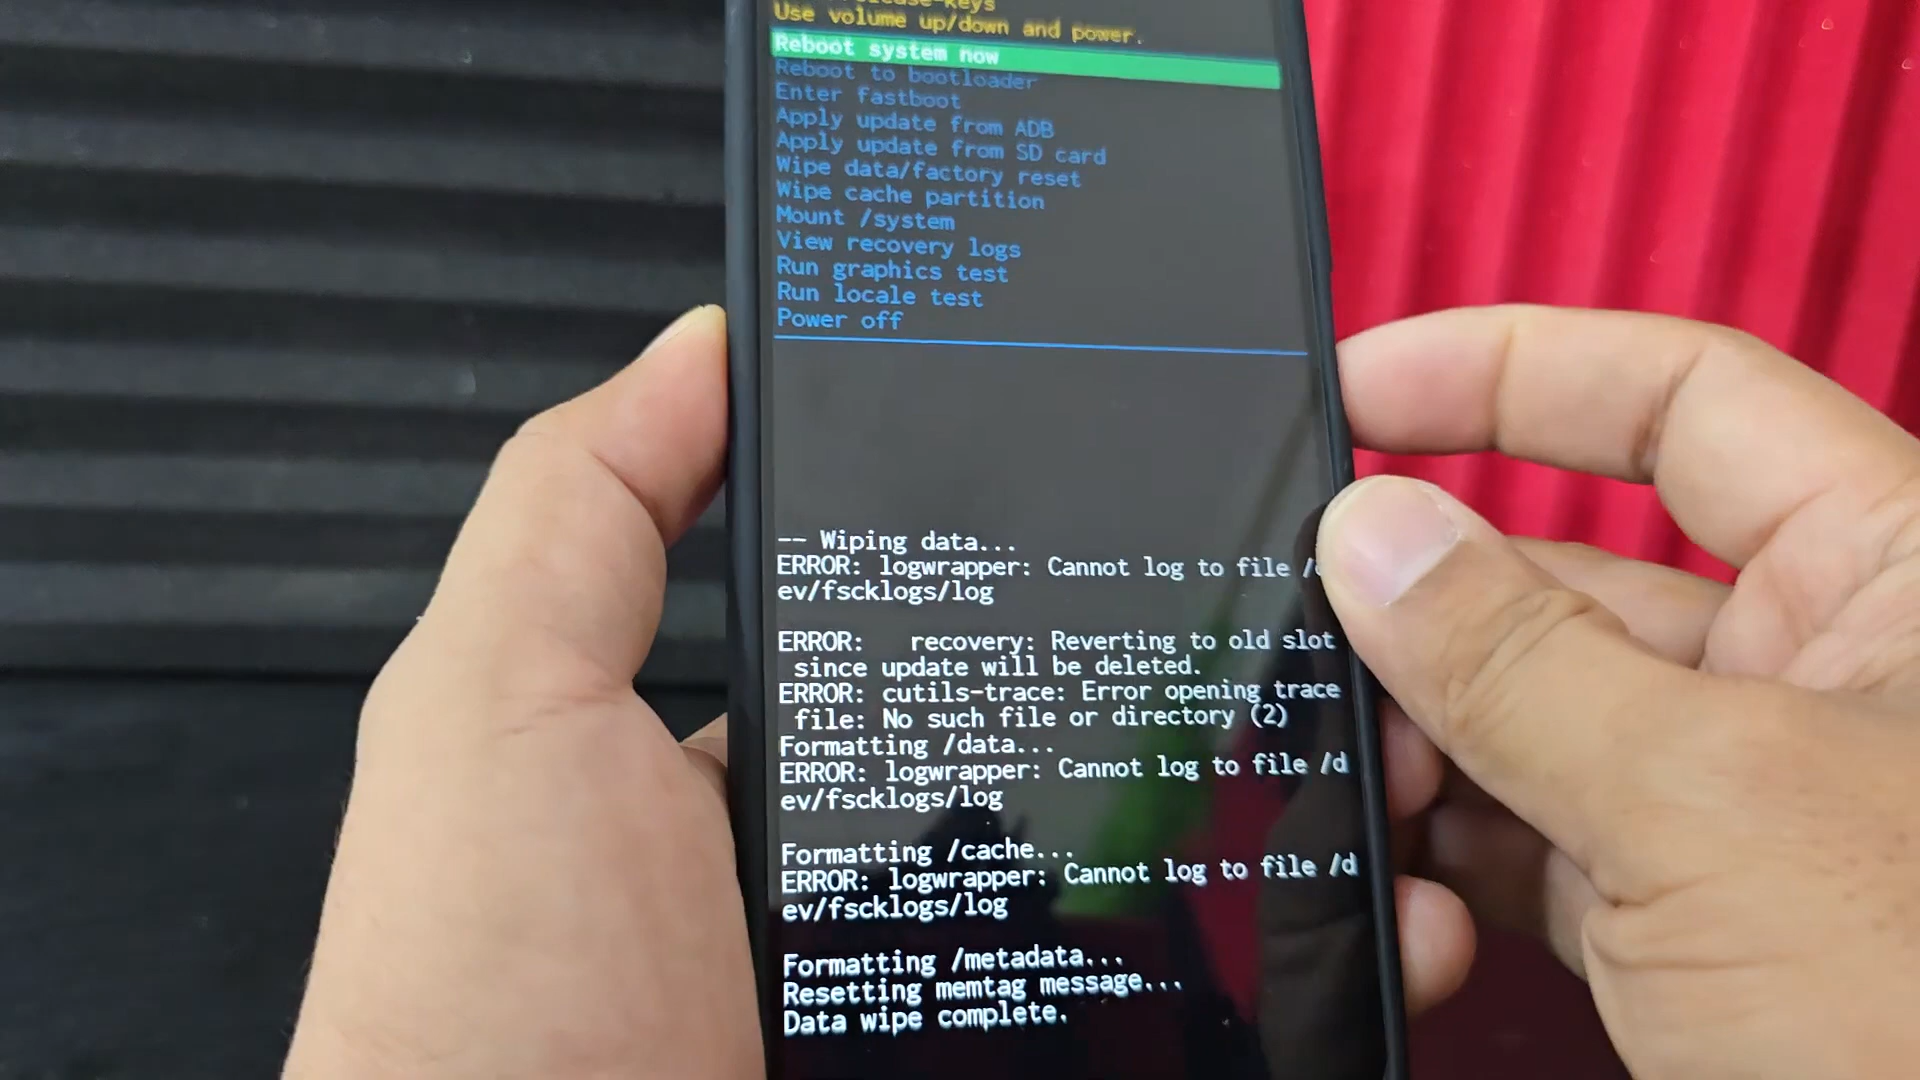 Use volume up/down and power.
Reboot system now
Reboot to bootloader
Enter fastboot
Apply update from ADB
Apply update from SD card
Wipe data/factory reset
Wipe cache partition
Mount /system
View recovery logs
Run graphics test
Run locale test
Power off
-- Wiping data...
ERROR: logwrapper: Cannot log to file /
ev/fscklogs/log
ERROR: recovery: Reverting to old slot
since update will be deleted.
ERROR: cutils-trace: Error opening trace
file: No such file or directory (2)
Formatting /data...
ERROR: logwrapper: Cannot log to file /d
ev/fscklogs/log
Formatting /cache...
ERROR: logwrapper: Cannot log to file /d
ev/fscklogs/log
Formatting /metadata...
Resetting memtag message...
Data wipe complete.